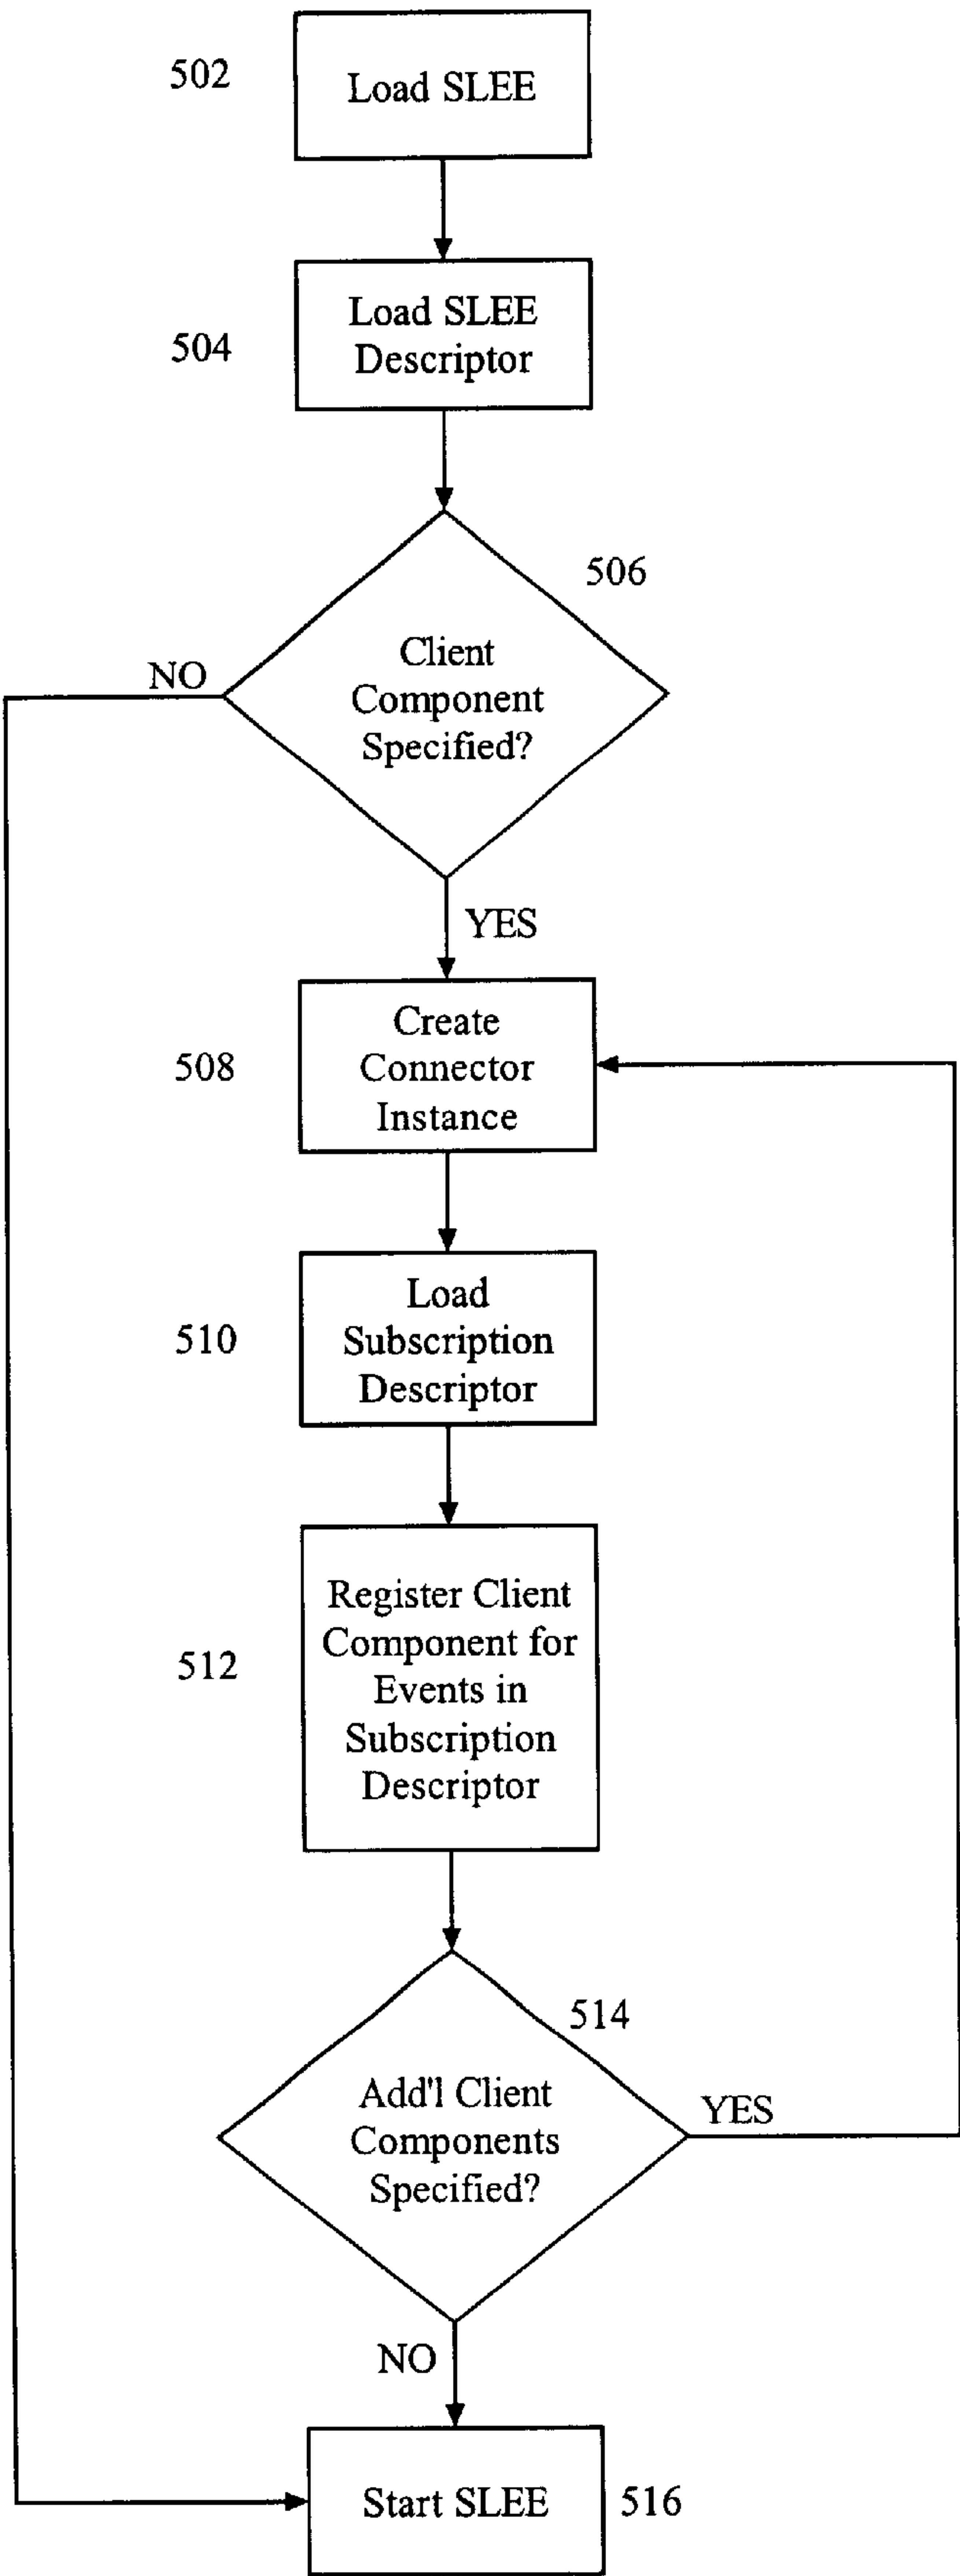 502
Load SLEE
504
Load SLEE
Descriptor
506
Client
Component
Specified?
NO
YES
508
Create
Connector
Instance
510
Load
Subscription
Descriptor
512
Register Client
Component for
Events in
Subscription
Descriptor
514
Add'l Client
Components
Specified?
YES
NO
Start SLEE
516